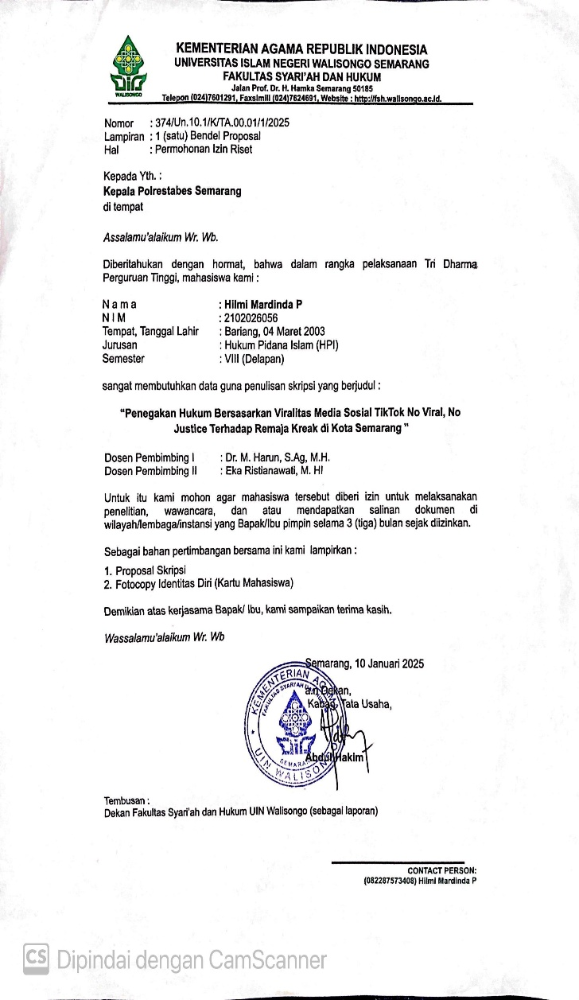 KEMENTERIAN AGAMA REPUBLIK INDONESIA
UNIVERSITAS ISLAM NEGERI WALISONGO SEMARANG
FAKULTAS SYARI'AH DAN HUKUM
Jalan Prof. Dr. H. Hamka Semarang 50185
Telepon (024)7601291, Faxsimili (024)7624691, Website : http://fsh.walisongo.ac.id.
WALISONGO
Nomor : 374/Un.10.1/K/TA.00.01/1/2025
Lampiran : 1 (satu) Bendel Proposal
Hal : Permohonan Izin Riset
Kepada Yth. :
Kepala Polrestabes Semarang
di tempat
Assalamu'alaikum Wr. Wb.
Diberitahukan dengan hormat, bahwa dalam rangka pelaksanaan Tri Dharma
Perguruan Tinggi, mahasiswa kami :
N a m a : Hilmi Mardinda P
N I M : 2102026056
Tempat, Tanggal Lahir : Bariang, 04 Maret 2003
Jurusan : Hukum Pidana Islam (HPI)
Semester : VIII (Delapan)
sangat membutuhkan data guna penulisan skripsi yang berjudul :
"Penegakan Hukum Bersasarkan Viralitas Media Sosial TikTok No Viral, No
Justice Terhadap Remaja Kreak di Kota Semarang "
Dosen Pembimbing I : Dr. M. Harun, S.Ag, M.H.
Dosen Pembimbing II : Eka Ristianawati, M. HI
Untuk itu kami mohon agar mahasiswa tersebut diberi izin untuk melaksanakan
penelitian, wawancara, dan atau mendapatkan salinan dokumen di
wilayah/lembaga/instansi yang Bapak/Ibu pimpin selama 3 (tiga) bulan sejak diizinkan.
Sebagai bahan pertimbangan bersama ini kami lampirkan :
1. Proposal Skripsi
2. Fotocopy Identitas Diri (Kartu Mahasiswa)
Demikian atas kerjasama Bapak/ Ibu, kami sampaikan terima kasih.
Wassalamu'alaikum Wr. Wb
Semarang, 10 Januari 2025
a.n Dekan,
Kabag. Tata Usaha,
Abdul Hakim
KEMENTERIAN AGAMA
FAKULTAS SYARI'AH
SEMARANG
UIN WALISONGO
Tembusan :
Dekan Fakultas Syari'ah dan Hukum UIN Walisongo (sebagai laporan)
CONTACT PERSON:
(082287573408) Hilmi Mardinda P
CS Dipindai dengan CamScanner